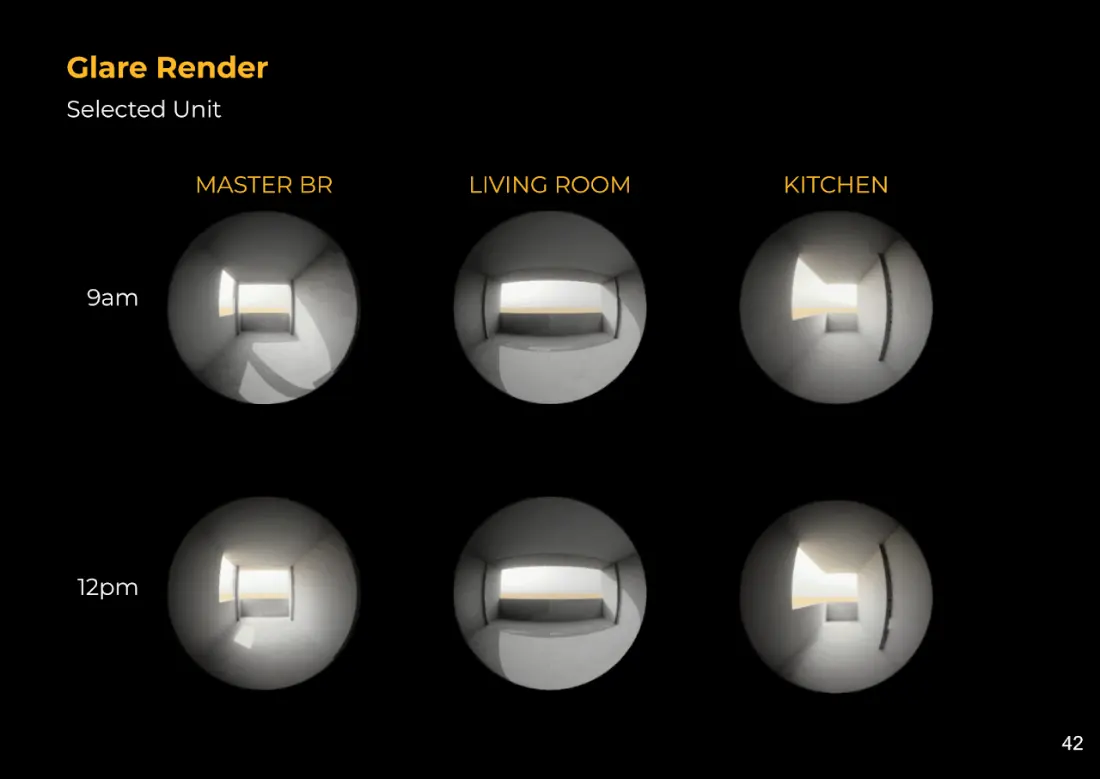 Glare Render
Selected Unit
MASTER BR
LIVING ROOM
KITCHEN
9am
12pm
42